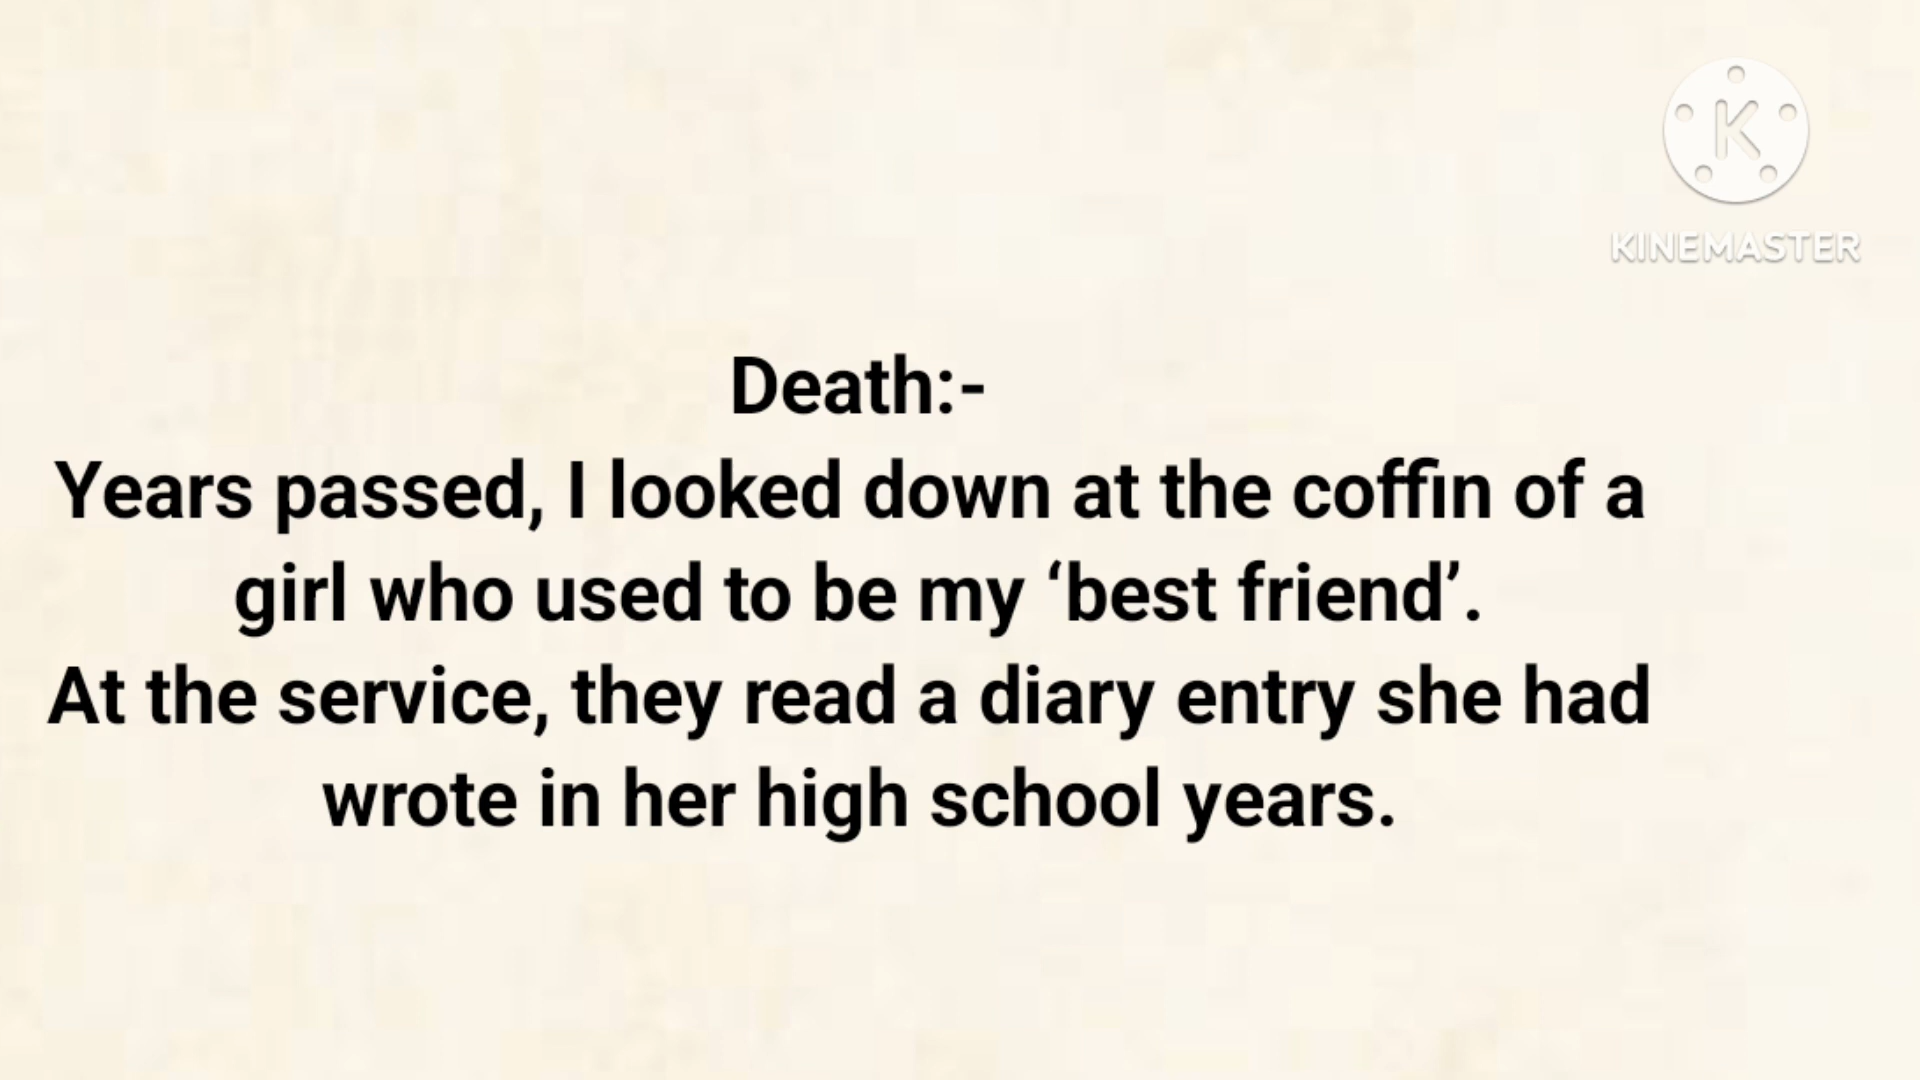 KINEMASTER
Death:-
Years passed, I looked down at the coffin of a
girl who used to be my ‘best friend’.
At the service, they read a diary entry she had
wrote in her high school years.